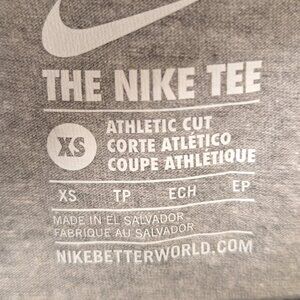 THE NIKE TEE
XS
ATHLETIC CUT
CORTE ATLÉTICO
COUPE ATHLÉTIQUE
XS TP ECH EP
MADE IN EL SALVADOR
FABRIQUE AU SALVADOR
NIKEBETTERWORLD.COM